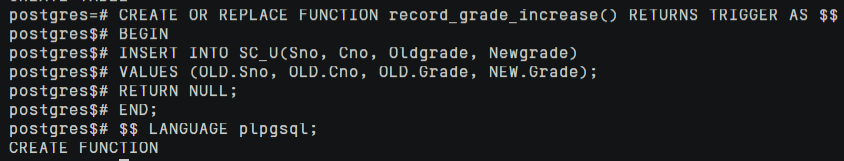 postgres=# CREATE OR REPLACE FUNCTION record_grade_increase() RETURNS TRIGGER AS $$
postgres$# BEGIN
postgres$# INSERT INTO SC_U(Sno, Cno, Oldgrade, Newgrade)
postgres$# VALUES (OLD.Sno, OLD.Cno, OLD.Grade, NEW.Grade);
postgres$# RETURN NULL;
postgres$# END;
postgres$# $$ LANGUAGE plpgsql;
CREATE FUNCTION